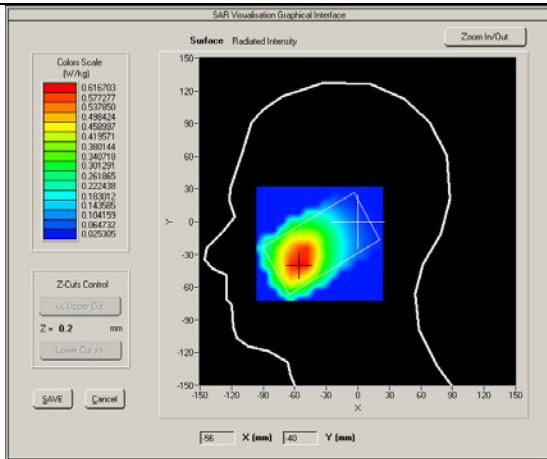 SAR Visualisation Graphical Interface
Surface Radiated Intensity
Zoom In/Out
Colors Scale
(W/kg)
0.616703
0.577277
0.537850
0.498424
0.458997
0.419571
0.380144
0.340718
0.301291
0.261865
0.222438
0.183012
0.143585
0.104159
0.064732
0.025305
Z-Cuts Control
<< Upper Cut
Z = 0.2 mm
Lower Cut >>
SAVE
Cancel
150
120
90
60
30
0
-30
-60
-90
-120
-150
Y
-150 -120 -90 -60 -30 0 30 60 90 120 150
X
-56 X (mm) -40 Y (mm)